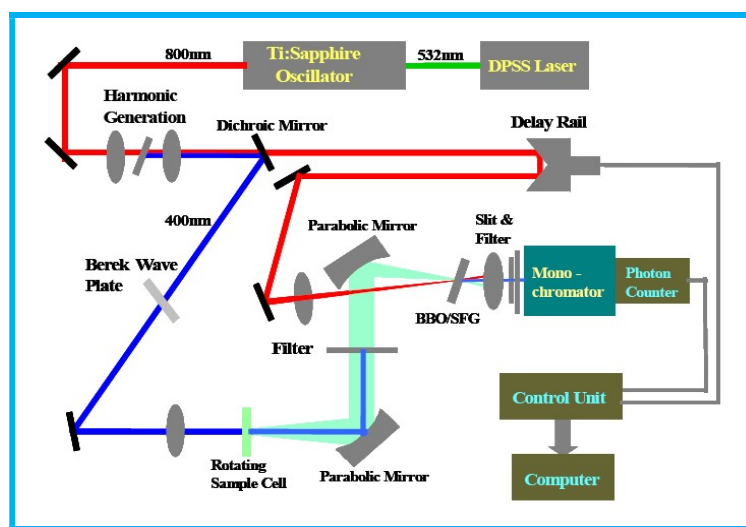 800nm
Ti:Sapphire
Oscillator
532nm
DPSS Laser
Harmonic
Generation
Dichroic Mirror
Delay Rail
400nm
Parabolic Mirror
Slit &
Filter
Berek Wave
Plate
Mono -
chromator
Photon
Counter
BBO/SFG
Filter
Control Unit
Rotating
Sample Cell
Parabolic Mirror
Computer